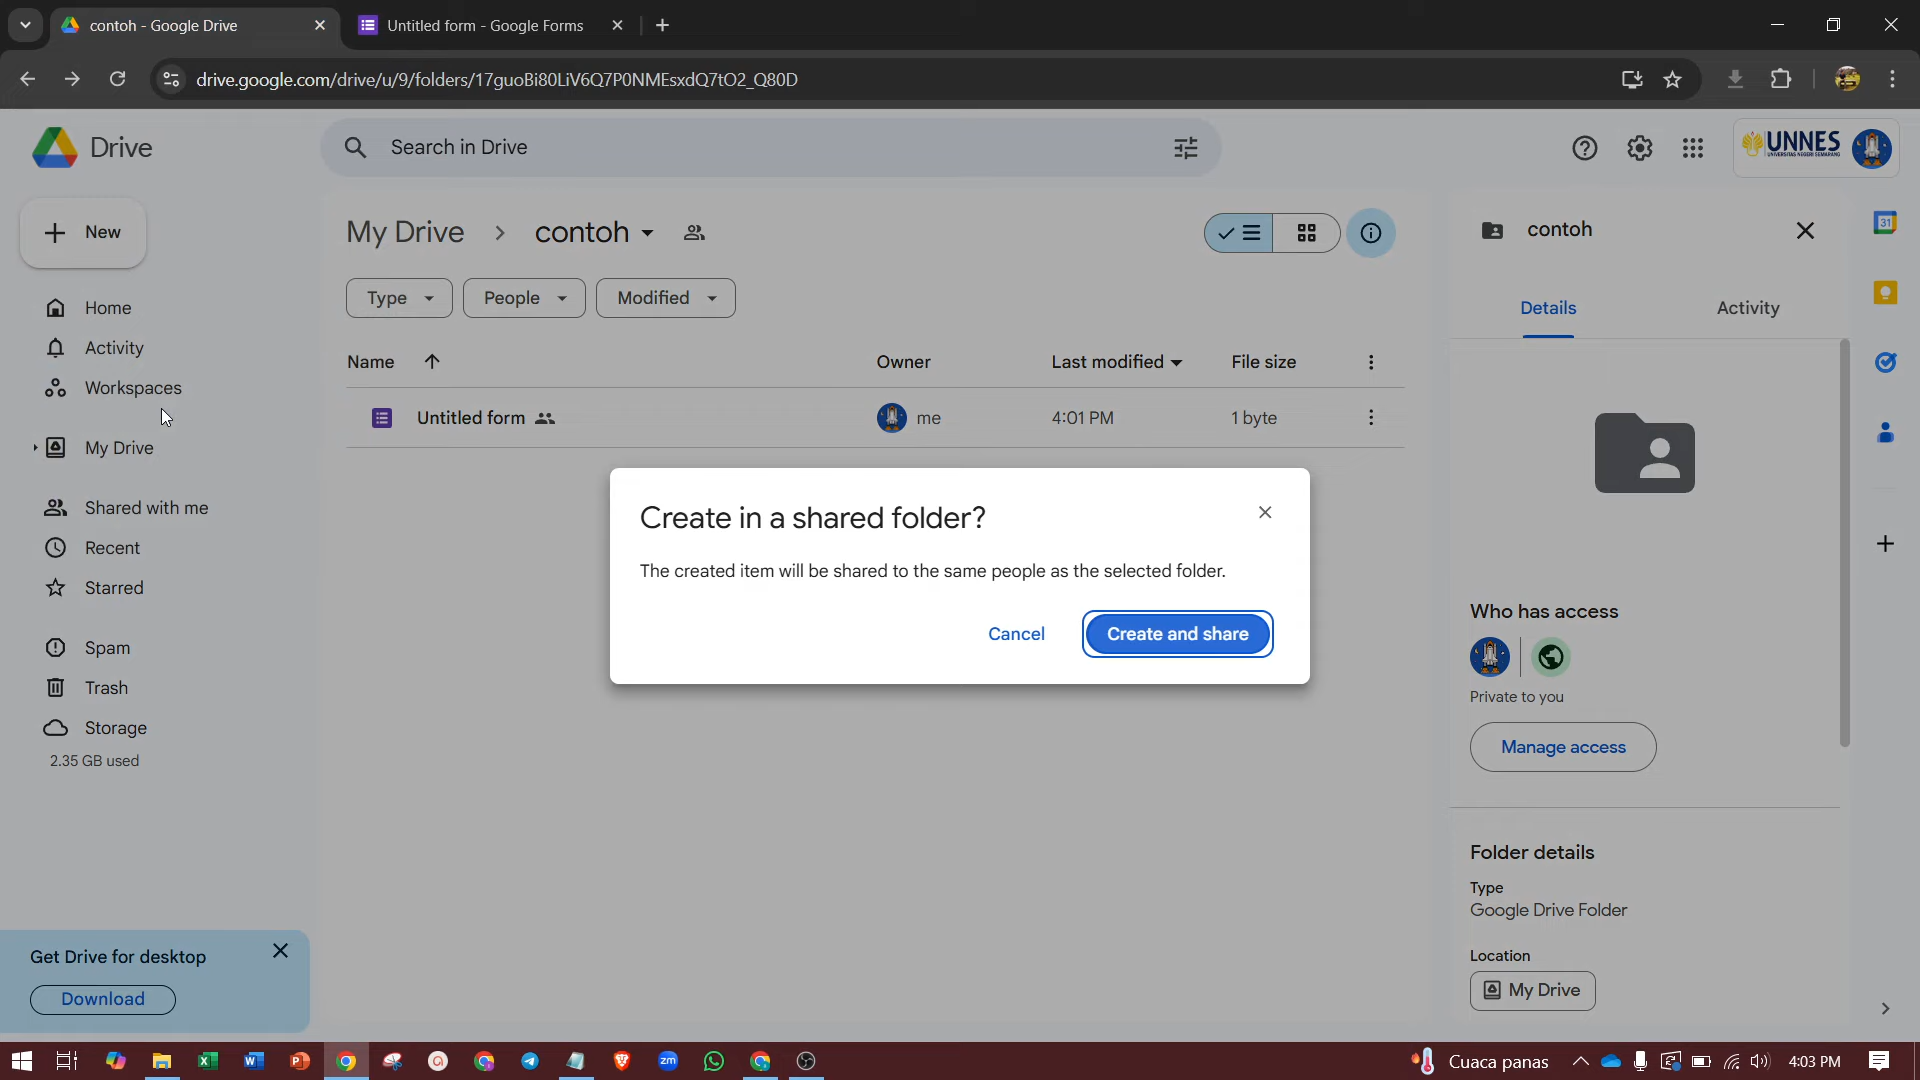 contoh - Google Drive
Untitled form - Google Forms
drive.google.com/drive/u/9/folders/17guoBi80LiV6Q7P0NMEsxdQ7tO2_Q80D
Drive
Search in Drive
UNNES
UNIVERSITAS NEGERI SEMARANG
New
My Drive
contoh
contoh
Home
Activity
Workspaces
My Drive
Shared with me
Recent
Starred
Spam
Trash
Storage
2.35 GB used
Type
People
Modified
Name
Owner
Last modified
File size
Untitled form
me
4:01 PM
1 byte
Create in a shared folder?
The created item will be shared to the same people as the selected folder.
Cancel
Create and share
Details
Activity
Who has access
Private to you
Manage access
Folder details
Type
Google Drive Folder
Location
My Drive
31
Get Drive for desktop
Download
zm
Cuaca panas
4:03 PM